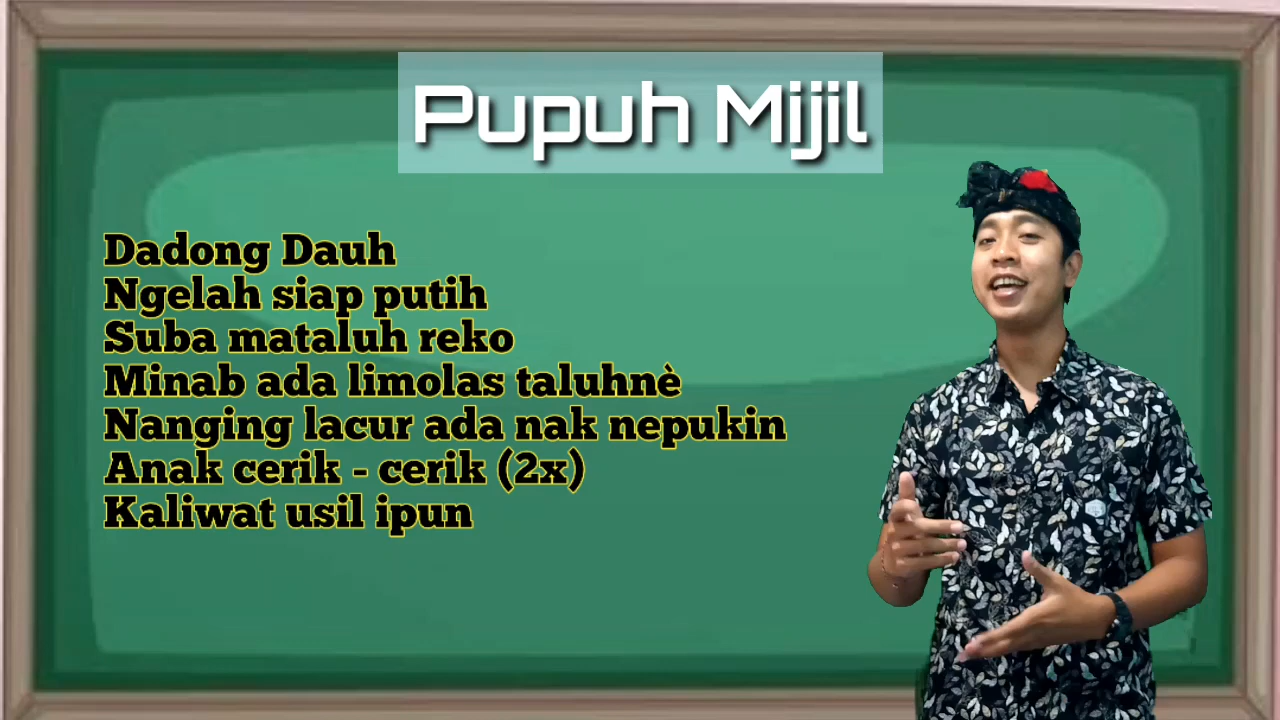 Pupuh Mijil
Dadong Dauh
Ngelah siap putih
Suba mataluh reko
Minab ada limolas taluhnè
Nanging lacur ada nak nepukin
Anak cerik - cerik (2x)
Kaliwat usil ipun